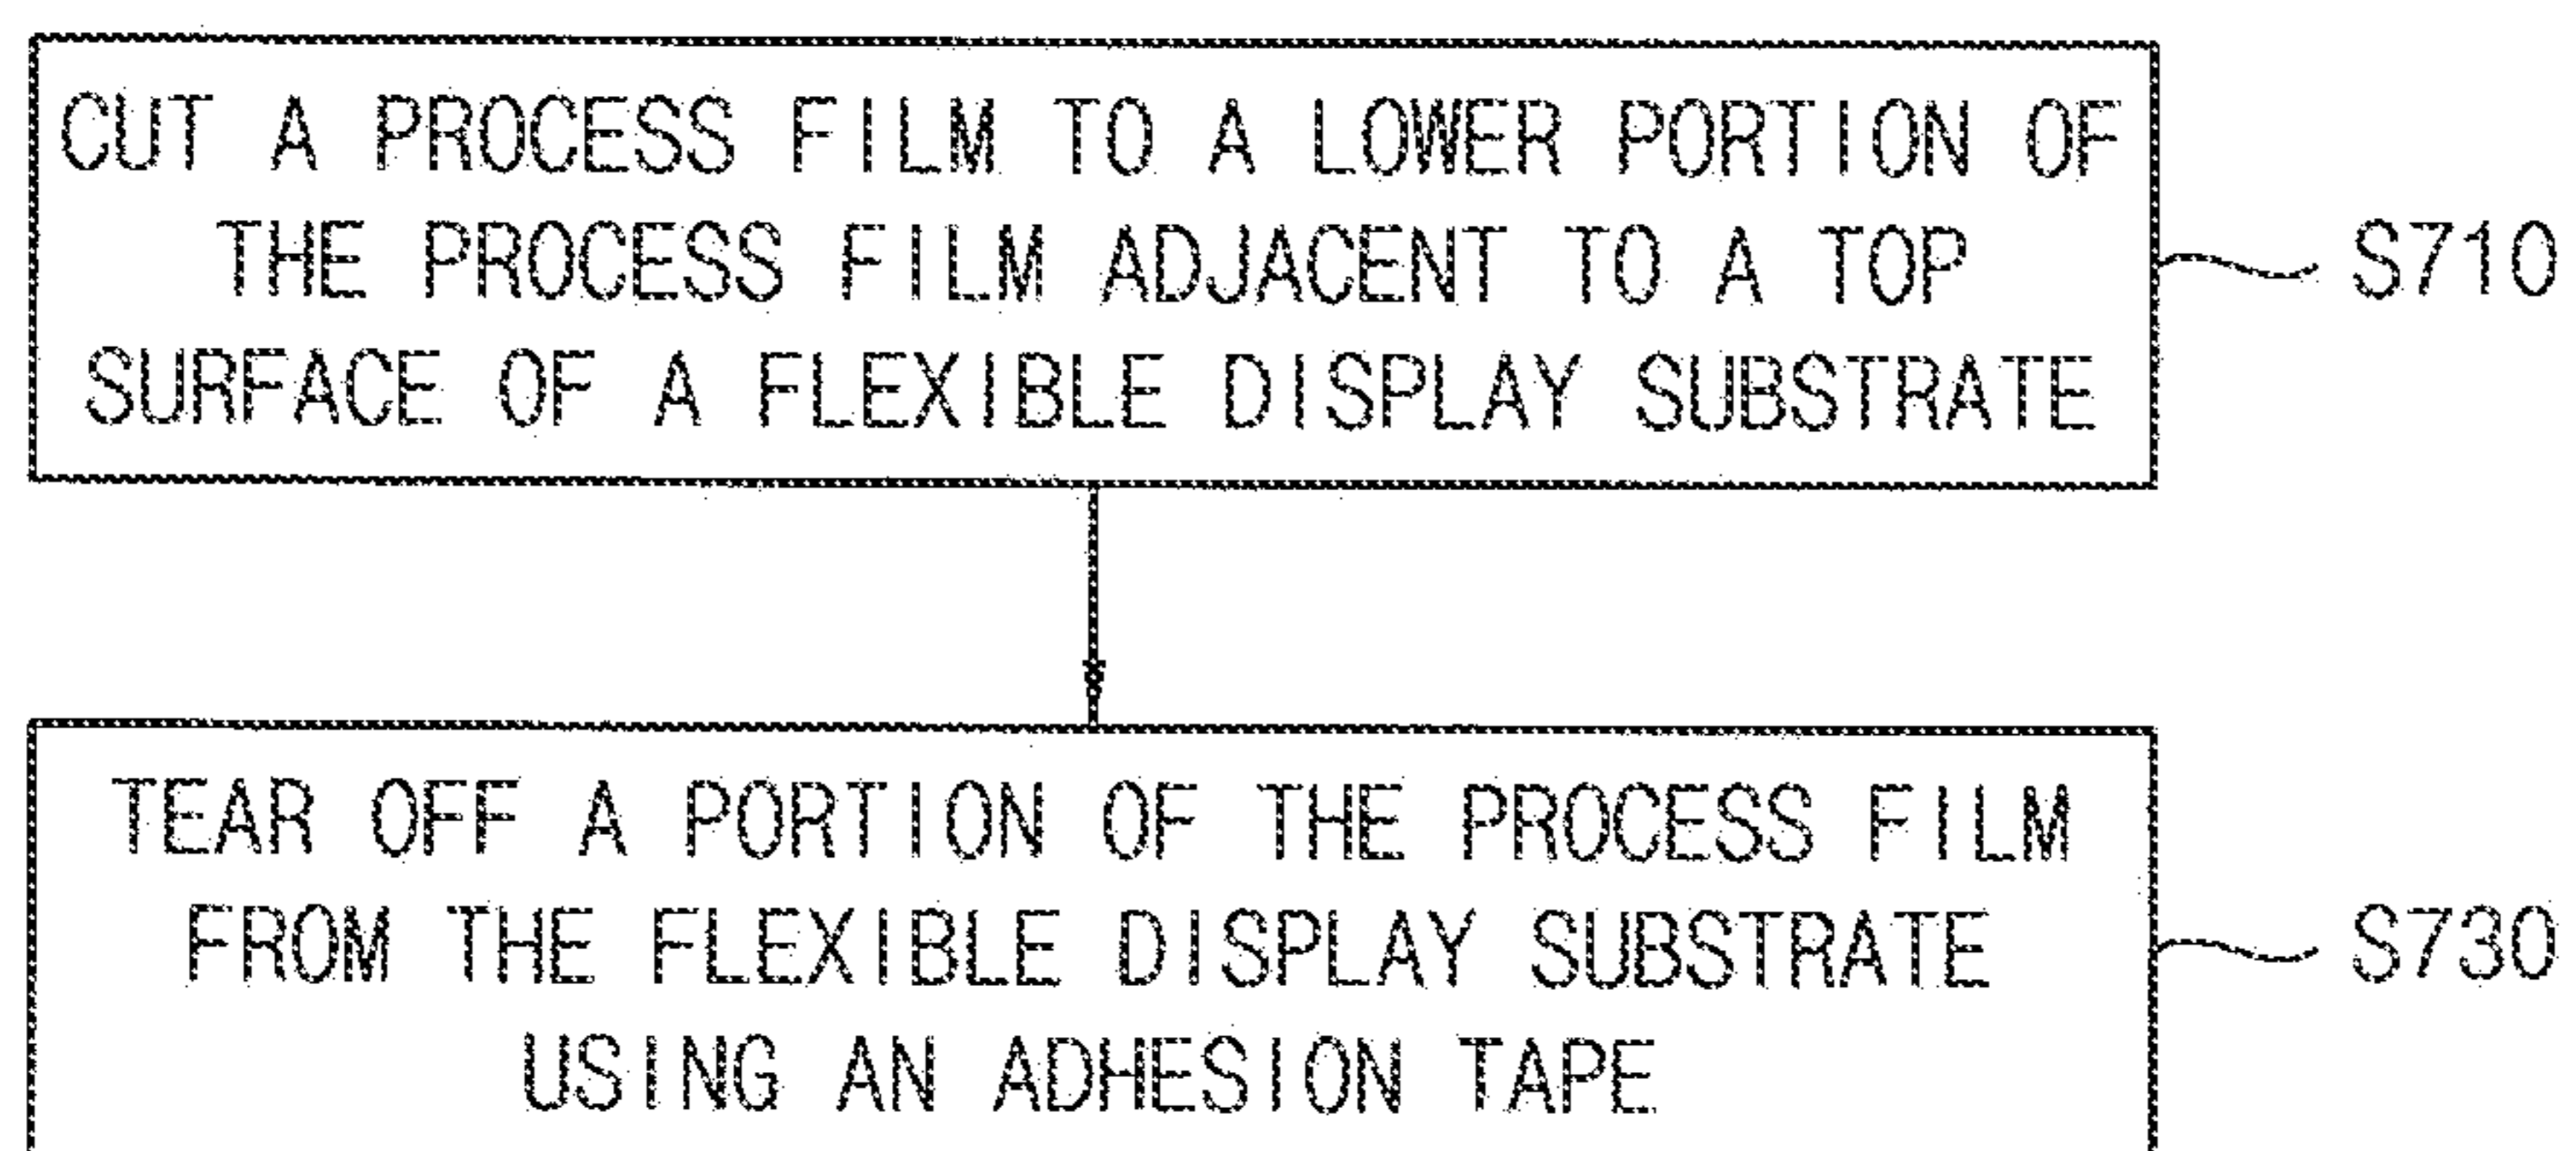 CUT A PROCESS FILM TO A LOWER PORTION OF
THE PROCESS FILM ADJACENT TO A TOP
SURFACE OF A FLEXIBLE DISPLAY SUBSTRATE
S710
TEAR OFF A PORTION OF THE PROCESS FILM
FROM THE FLEXIBLE DISPLAY SUBSTRATE
USING AN ADHESION TAPE
S730